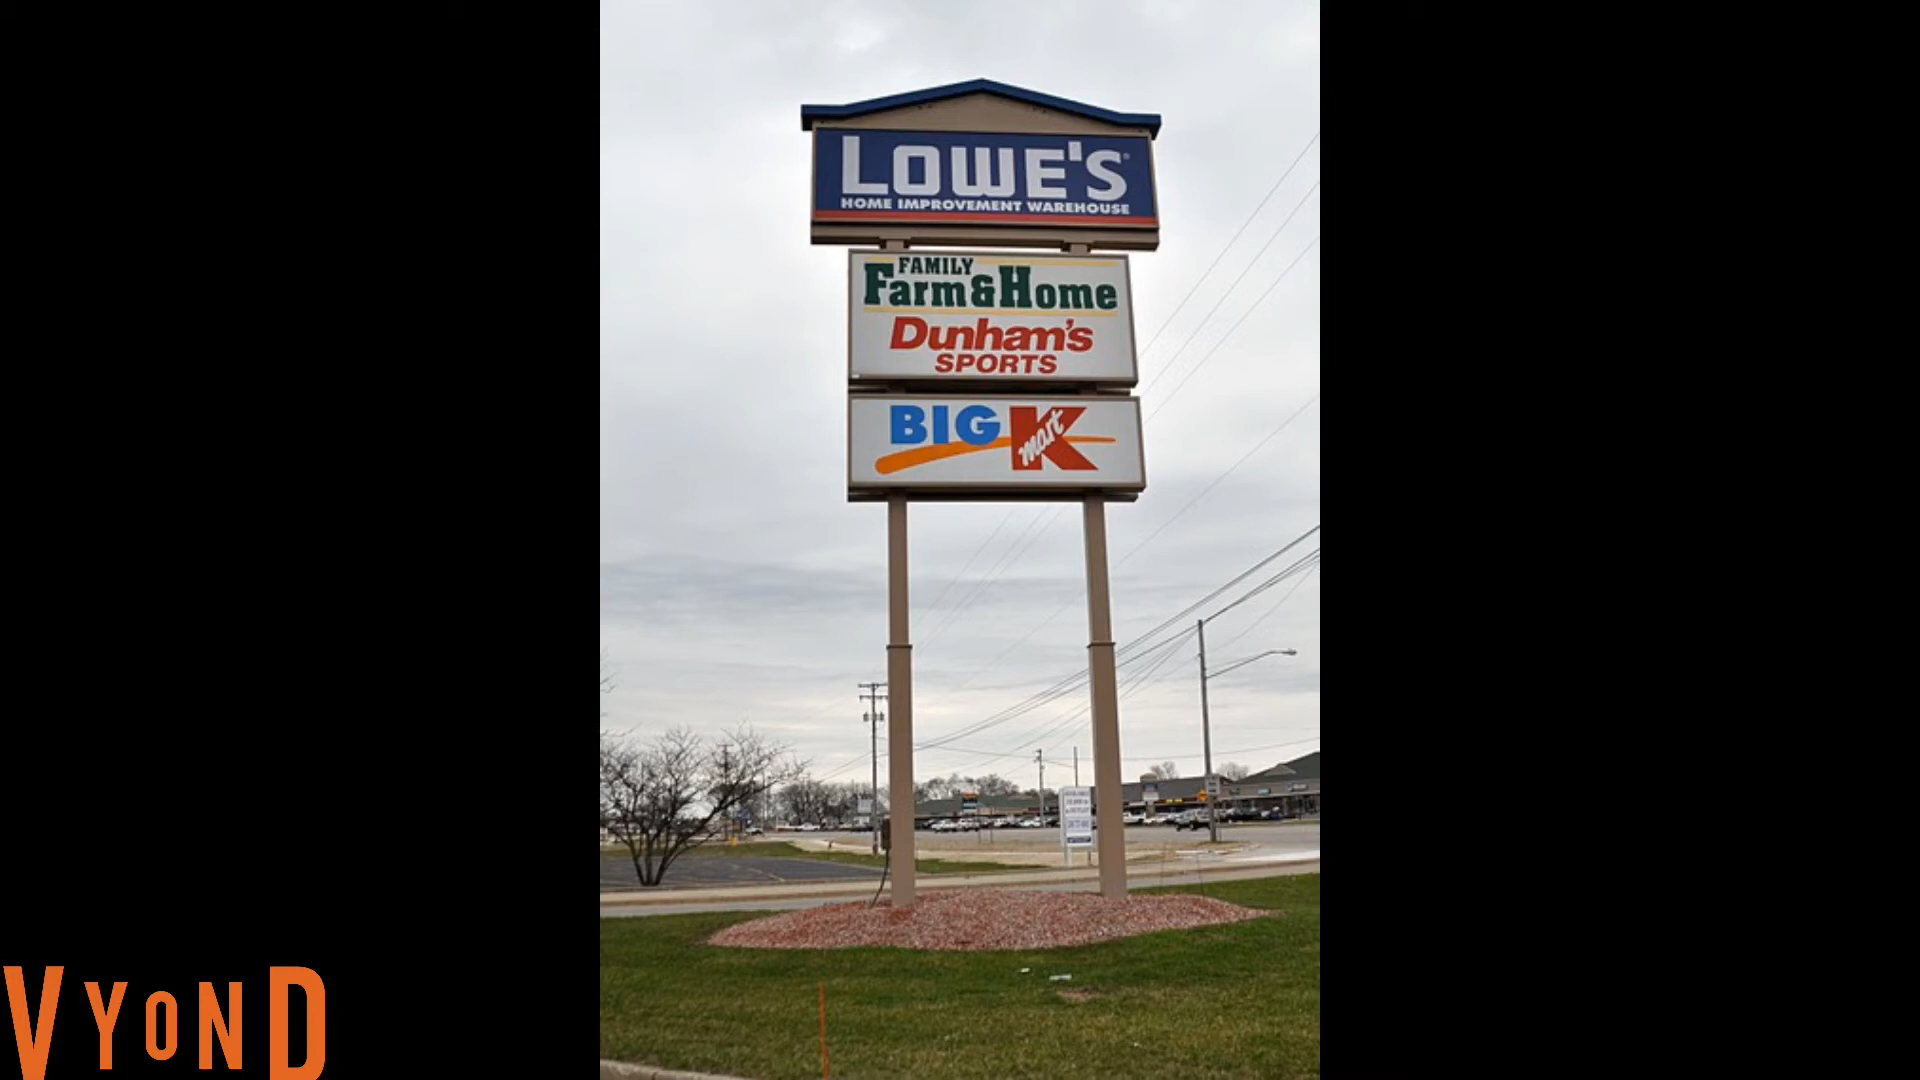 LOWE'S
HOME IMPROVEMENT WAREHOUSE
FAMILY
Farm & Home
Dunham's
SPORTS
BIG K
mart
VYOND